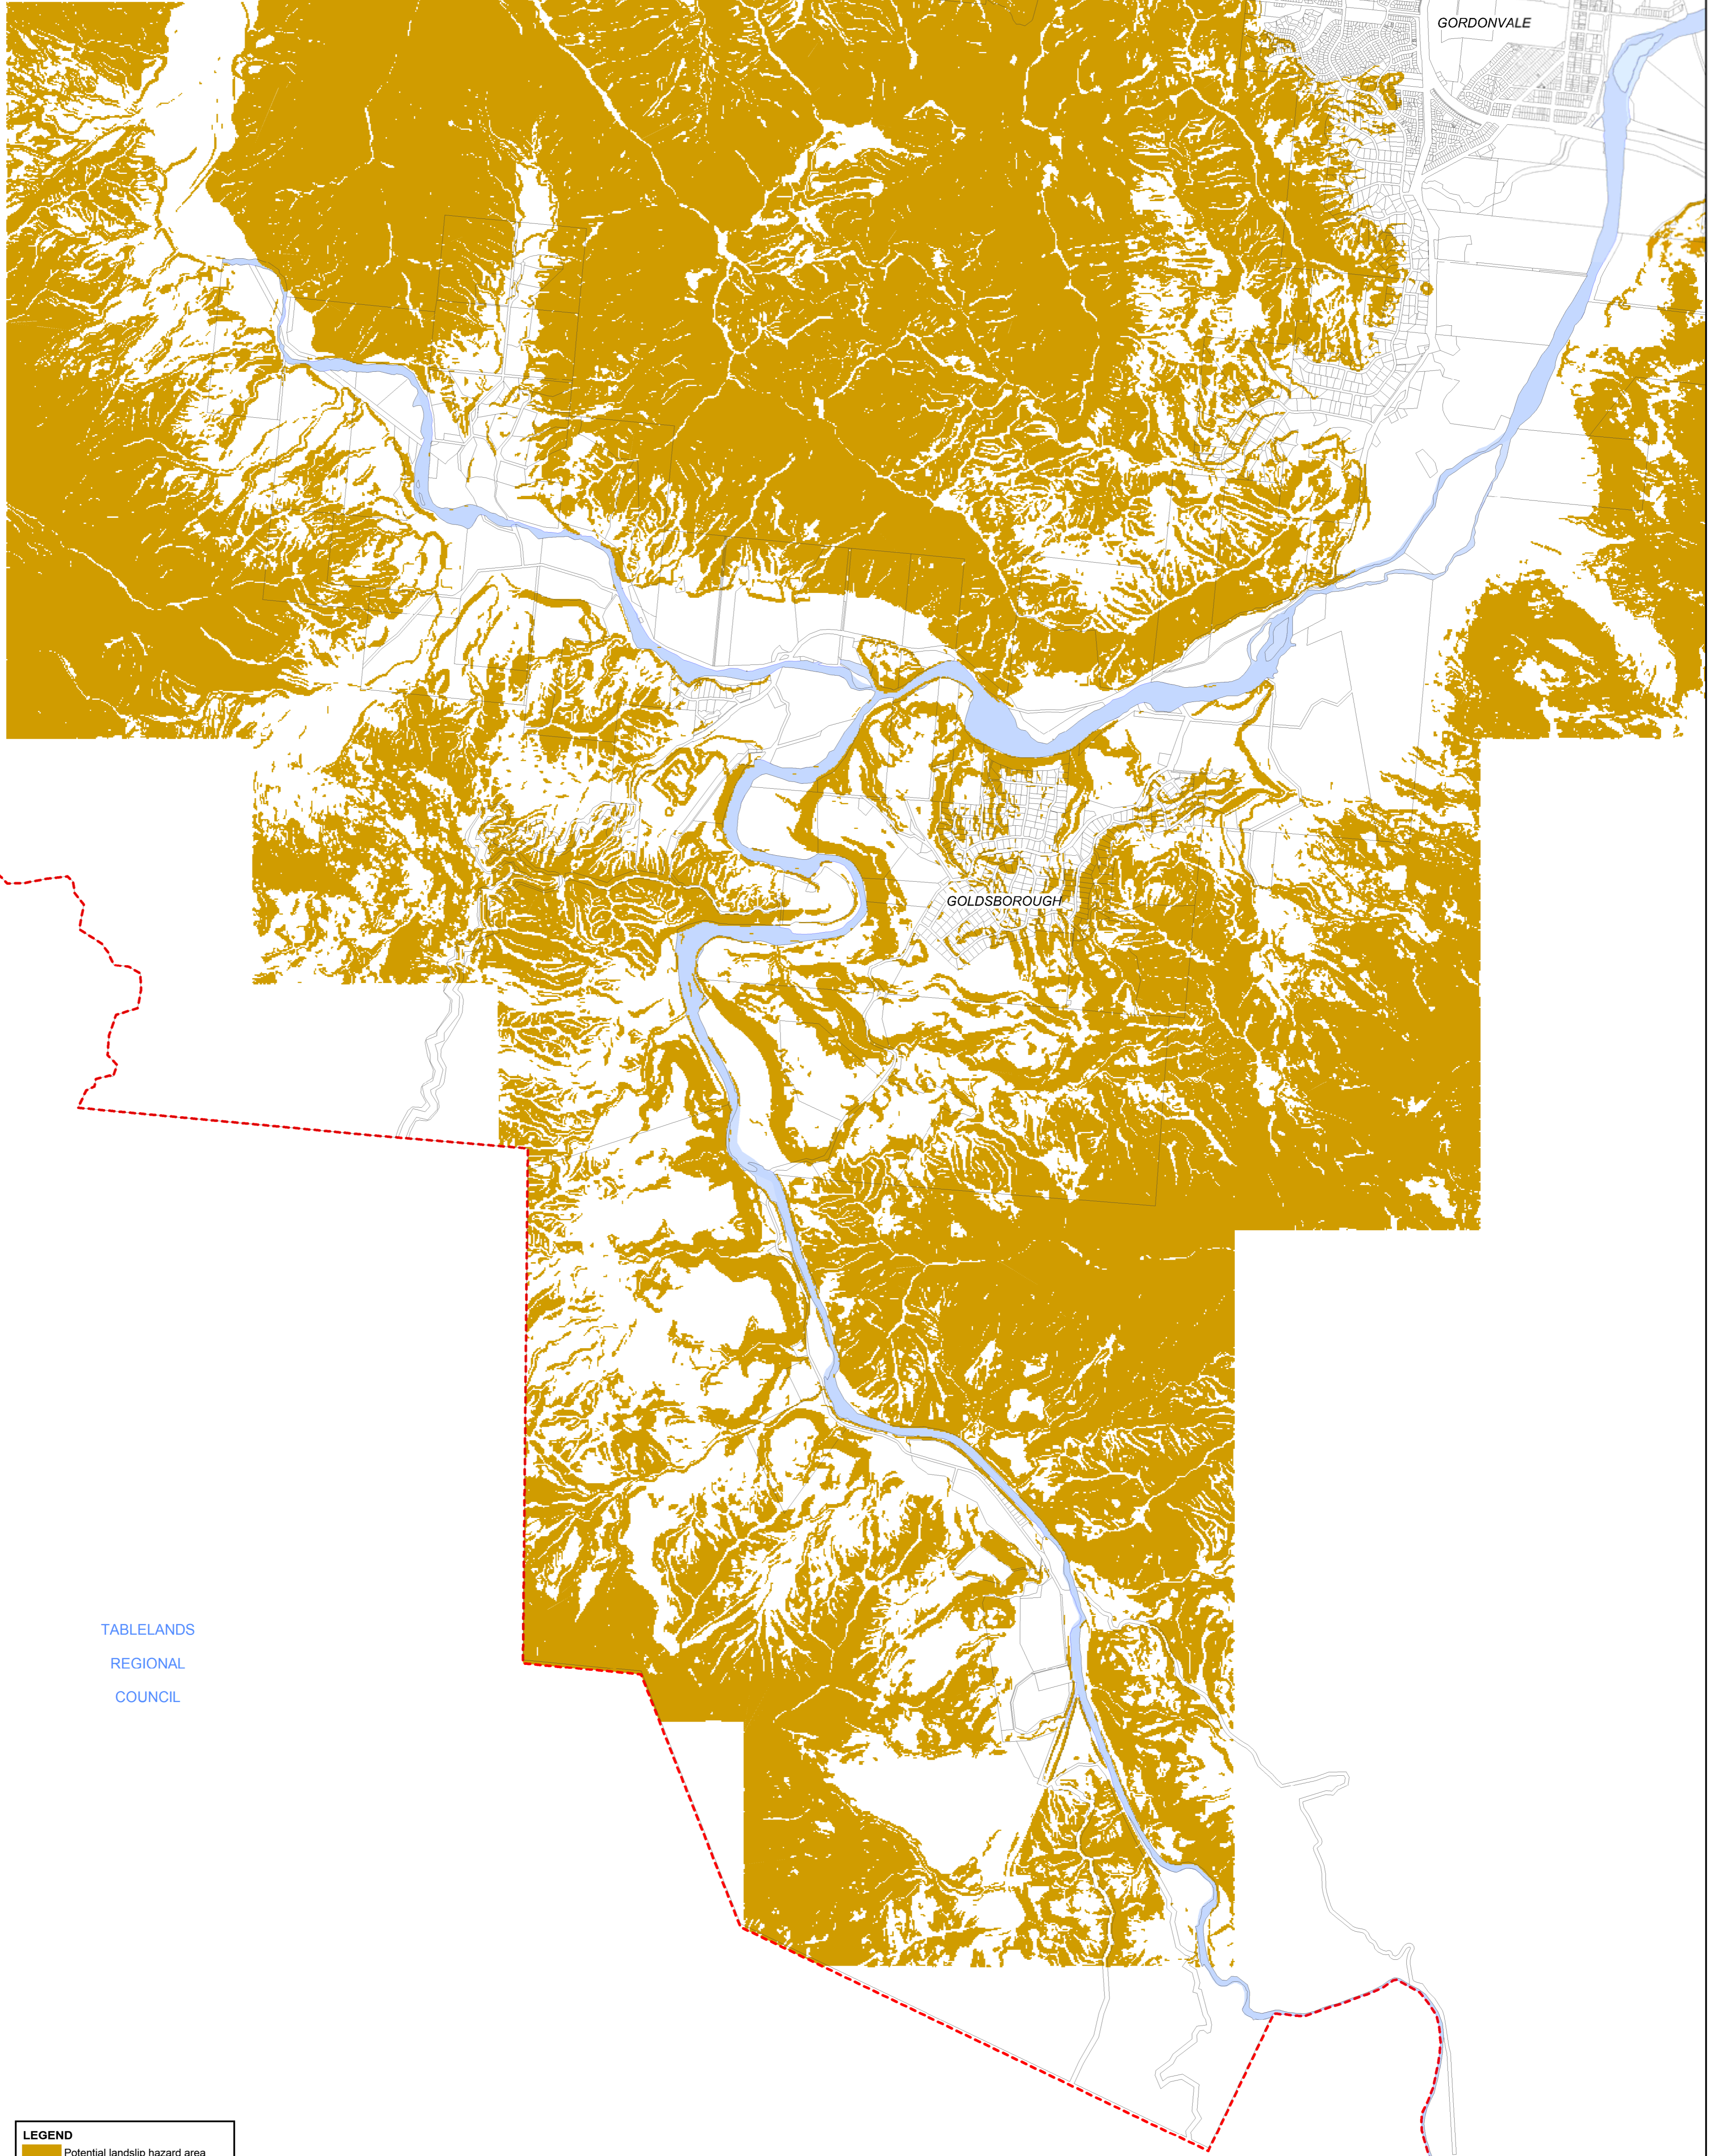 GORDONVALE
GOLDSBOROUGH
TABLELANDS
REGIONAL
COUNCIL
LEGEND
Potential landslip hazard area